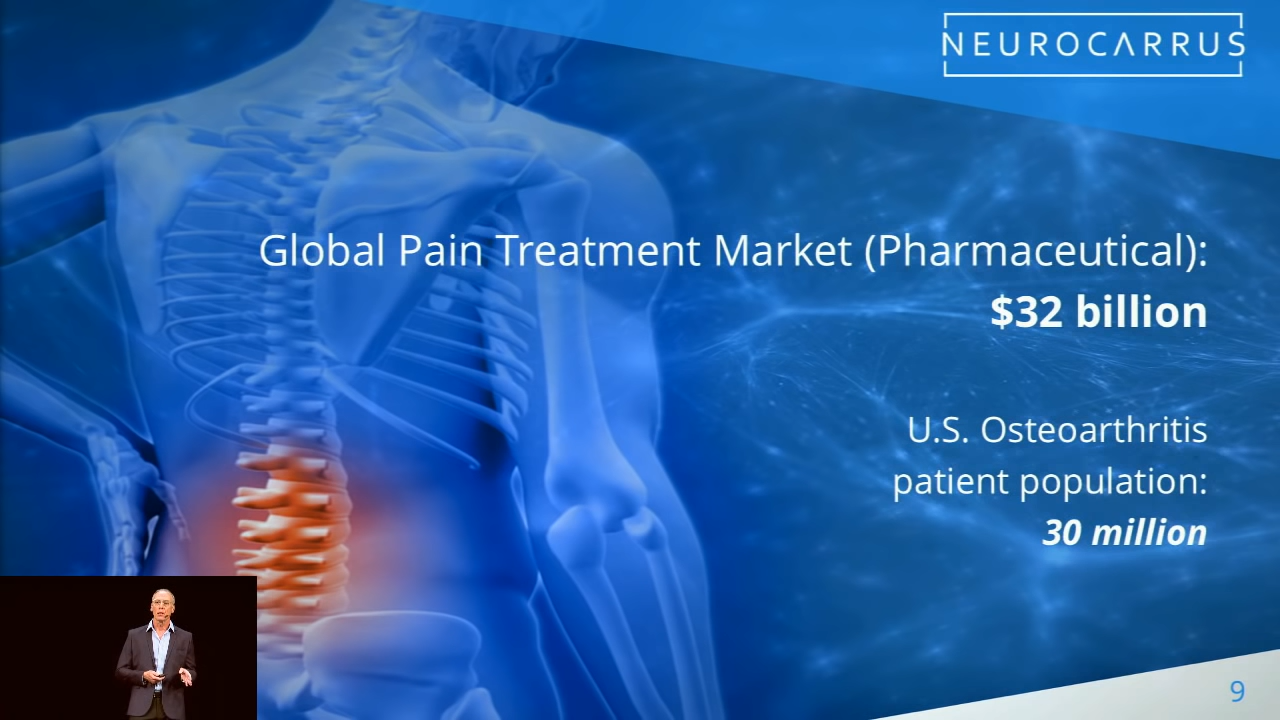 NEUROCARRUS
Global Pain Treatment Market (Pharmaceutical):
$32 billion
U.S. Osteoarthritis
patient population:
30 million
9